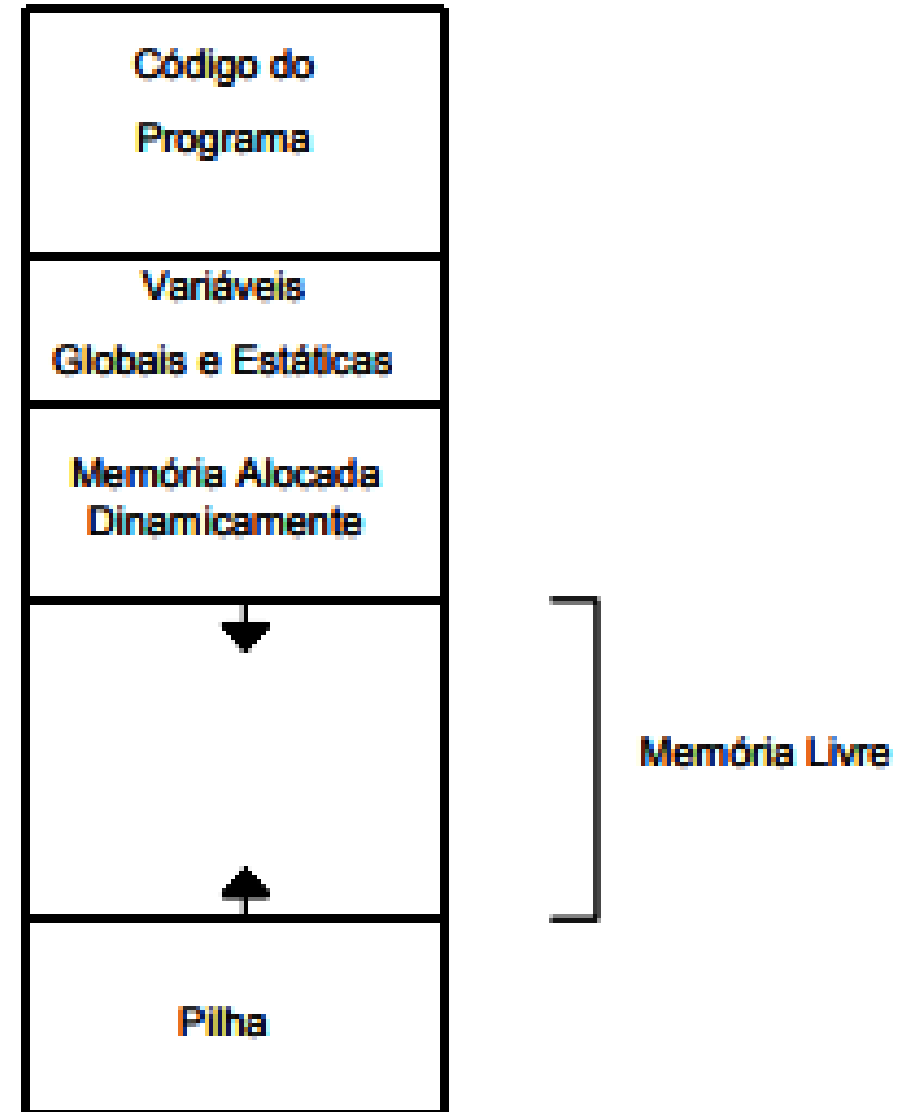 Código do
Programa
Variáveis
Globais e Estáticas
Memória Alocada
Dinamicamente
Memória Livre
Pilha